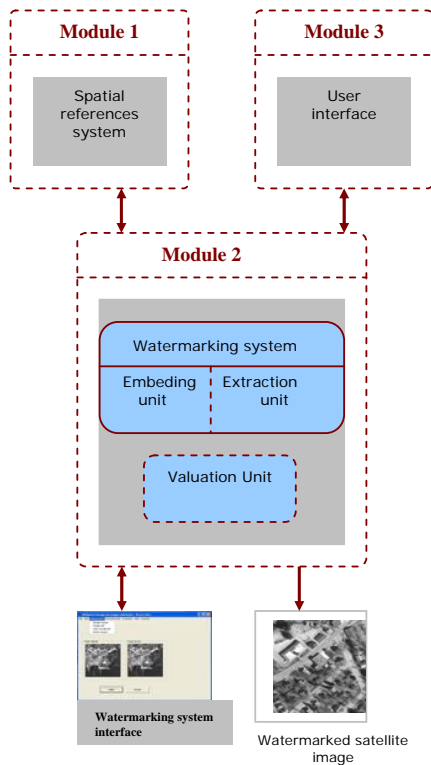 Module 1
Module 3
Spatial
references
system
User
interface
Module 2
Watermarking system
Embeding
unit
Extraction
unit
Valuation Unit
Watermarking system
interface
Watermarked satellite
image